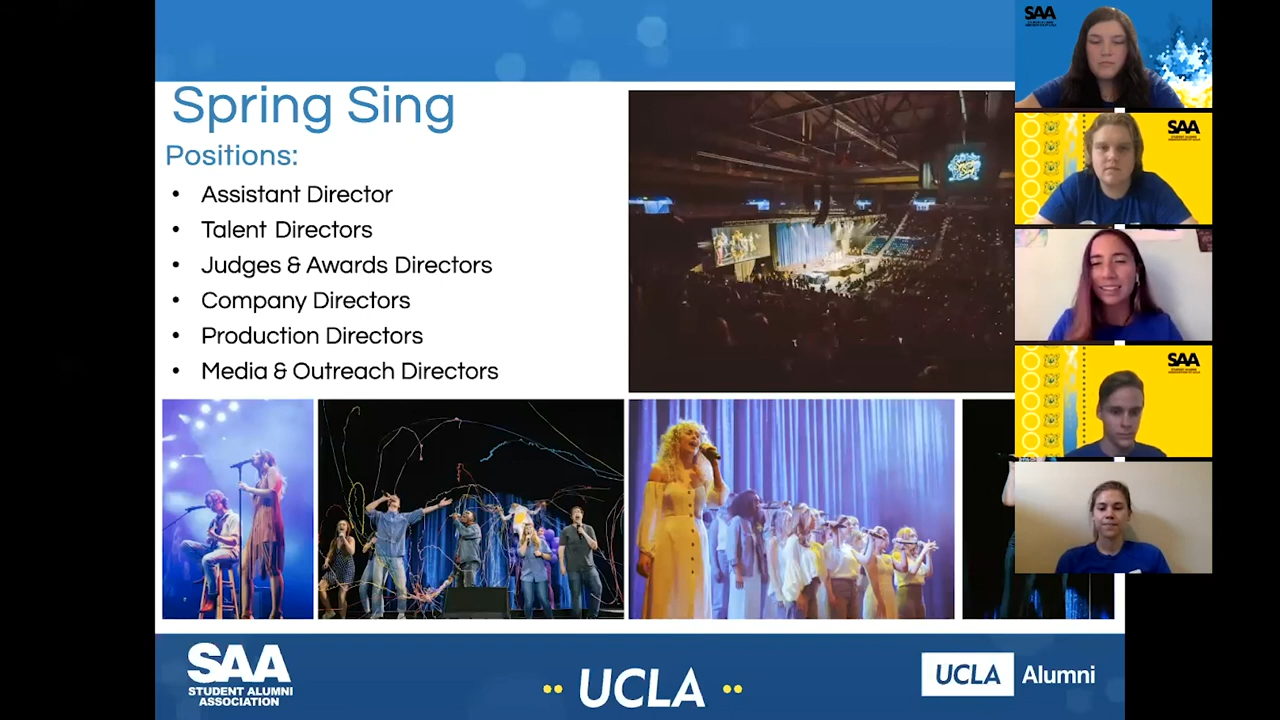 Spring Sing
Positions:
• Assistant Director
• Talent Directors
• Judges & Awards Directors
• Company Directors
• Production Directors
• Media & Outreach Directors
SAA
SAA
SAA
SAA
STUDENT ALUMNI
ASSOCIATION
UCLA
UCLA Alumni